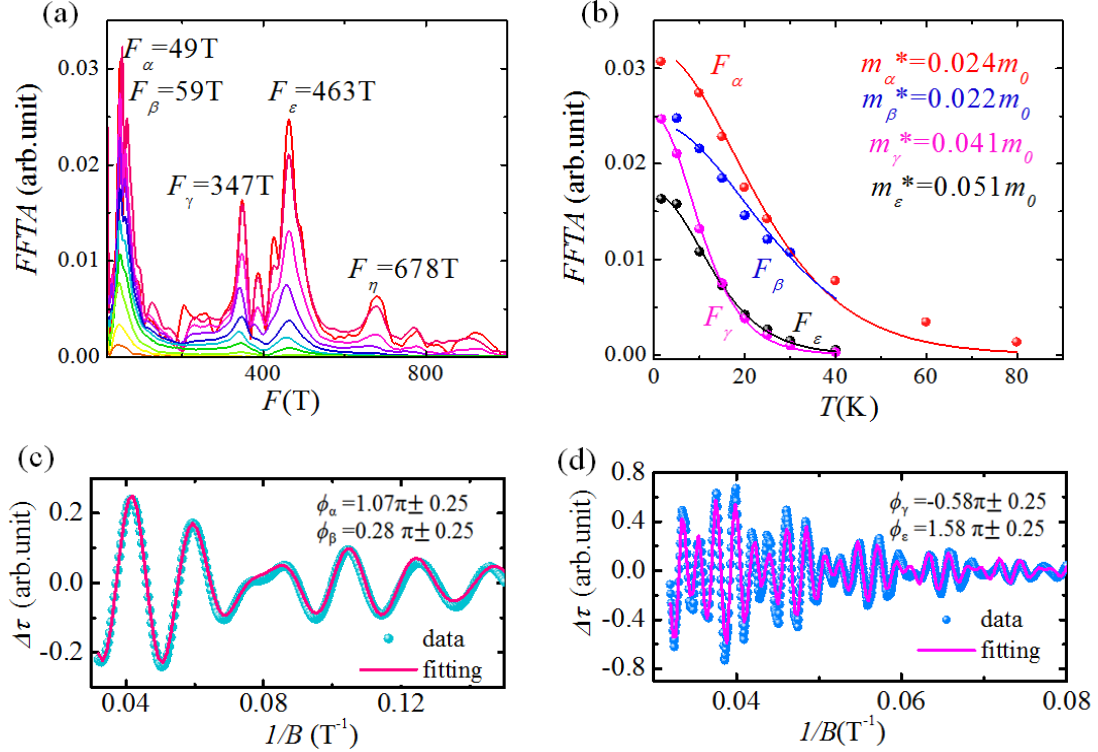 (a)
F_α=49T
F_β=59T
F_ε=463T
F_γ=347T
F_η=678T
FFTA (arb.unit)
0.03
0.02
0.01
0.00
400
800
F(T)
(b)
F_α
m_α*=0.024m_0
m_β*=0.022m_0
m_γ*=0.041m_0
m_ε*=0.051m_0
F_β
F_γ
F_ε
FFTA (arb.unit)
0.03
0.02
0.01
0.00
0
20
40
60
80
T(K)
(c)
ϕ_α =1.07π± 0.25
ϕ_β =0.28 π± 0.25
data
fitting
Δτ (arb.unit)
0.2
0.0
-0.2
0.04
0.08
0.12
1/B (T^-1)
(d)
ϕ_γ =-0.58π± 0.25
ϕ_ε =1.58 π± 0.25
data
fitting
Δτ (arb.unit)
0.8
0.4
0.0
-0.4
-0.8
0.04
0.06
0.08
1/B(T^-1)